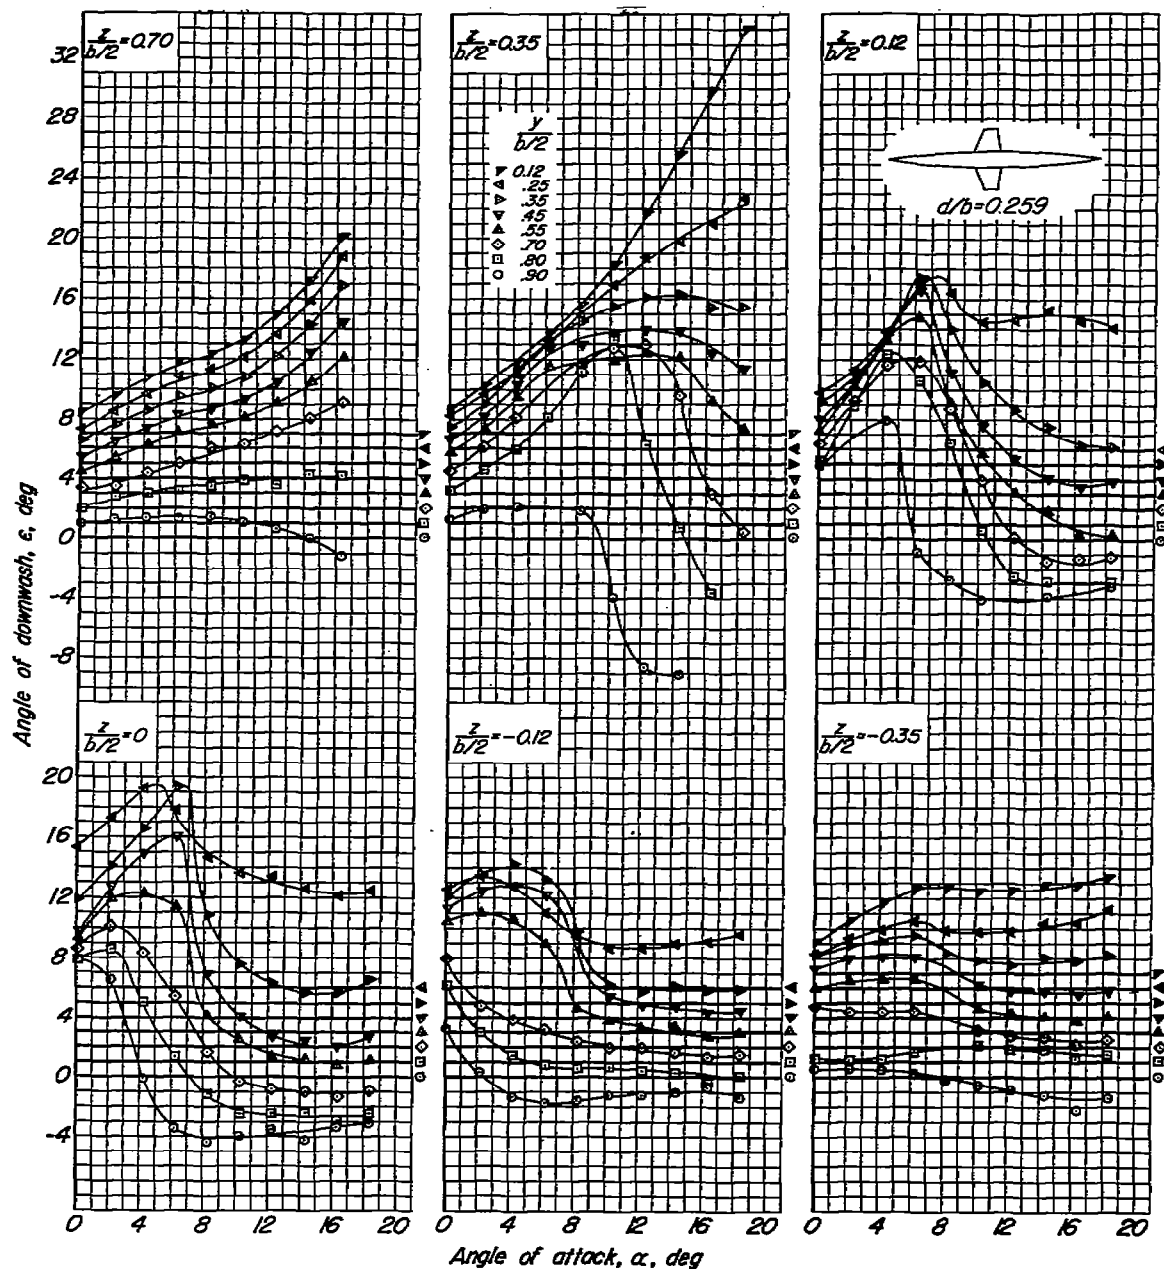 z/b/2 = 0.70
z/b/2 = 0.35
z/b/2 = 0.12
32
28
24
20
16
12
8
4
0
-4
-8
y
b/2
0.12
.25
.35
.45
.55
.70
.80
.90
d/b = 0.259
Angle of downwash, ε, deg
z/b/2 = 0
z/b/2 = -0.12
z/b/2 = -0.35
20
16
12
8
4
0
-4
0 4 8 12 16 20
0 4 8 12 16 20
0 4 8 12 16 20
Angle of attack, α, deg